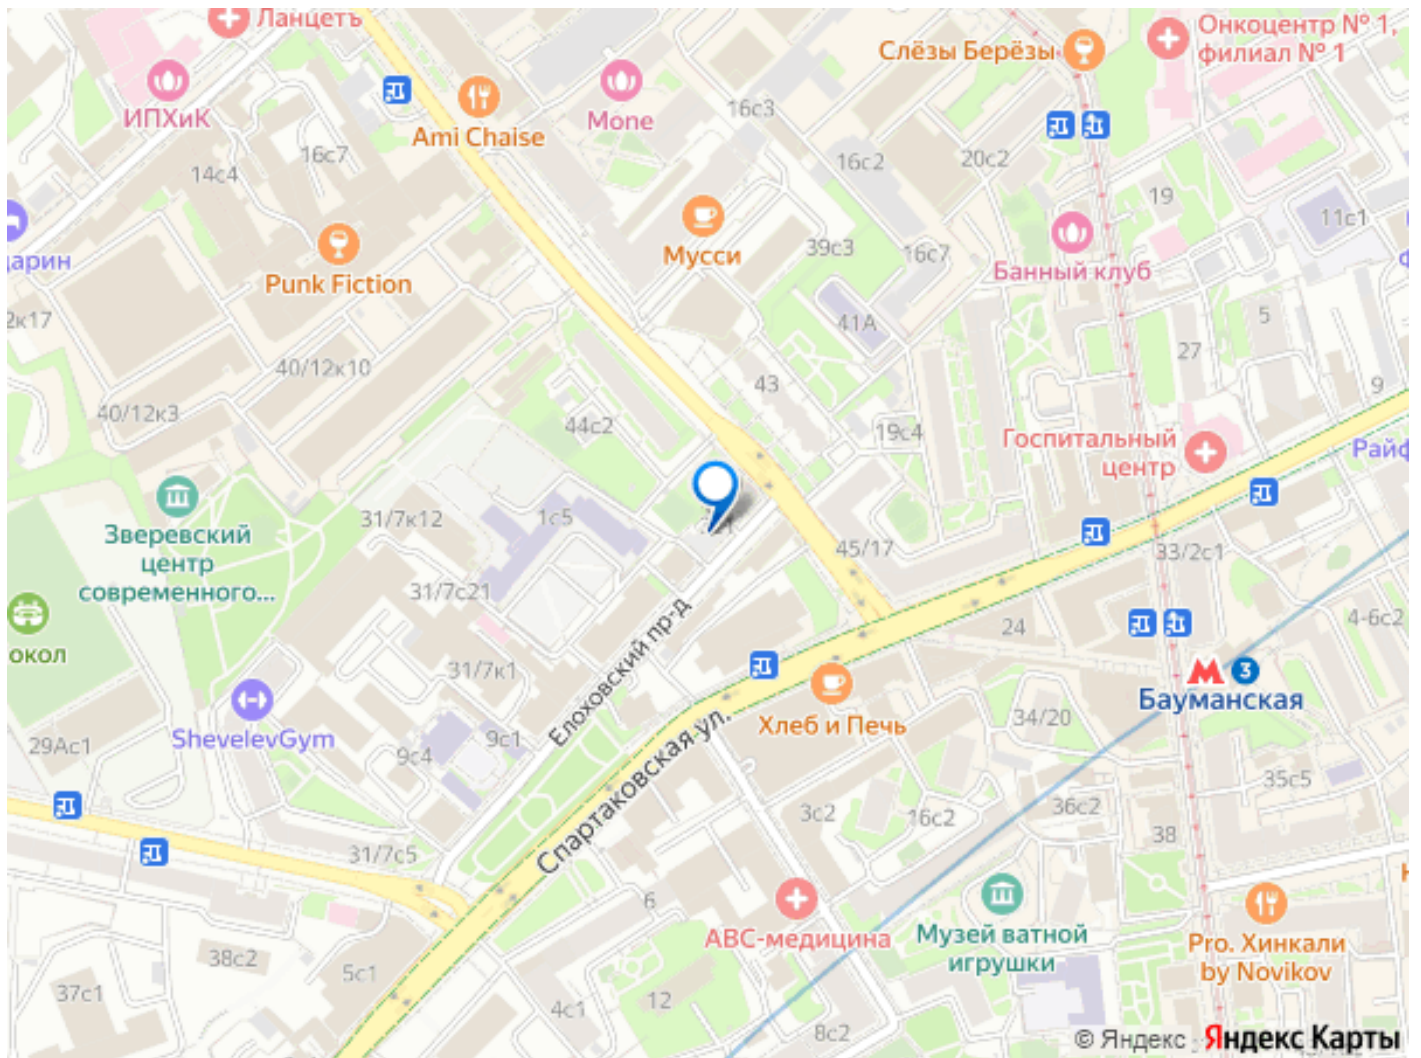 Ланцетъ
Онкоцентр № 1,
филиал № 1
Слёзы Берёзы
ИПХиК
Ami Chaise
Mone
16с3
16с7
14с4
16с2
20с2
19
11с1
Мусси
39с3
16с7
Банный клуб
царин
Punk Fiction
2к17
41А
5
27
40/12к10
43
9
40/12к3
44с2
19с4
Госпитальный
центр
Райф
Зверевский
центр
современного...
31/7к12
1с5
45/17
33/2с1
31/7с21
4-6с2
окол
24
31/7к1
Елоховский пр-д
3
Бауманская
ShevelevGym
29Ас1
9с4
9с1
Спартаковская ул.
Хлеб и Печь
34/20
35с5
3с2
16с2
36с2
38
31/7с5
6
АВС-медицина
Музей ватной
игрушки
Pro. Хинкали
by Novikov
38с2
5с1
37с1
4с1
12
8с2
© Яндекс Яндекс Карты